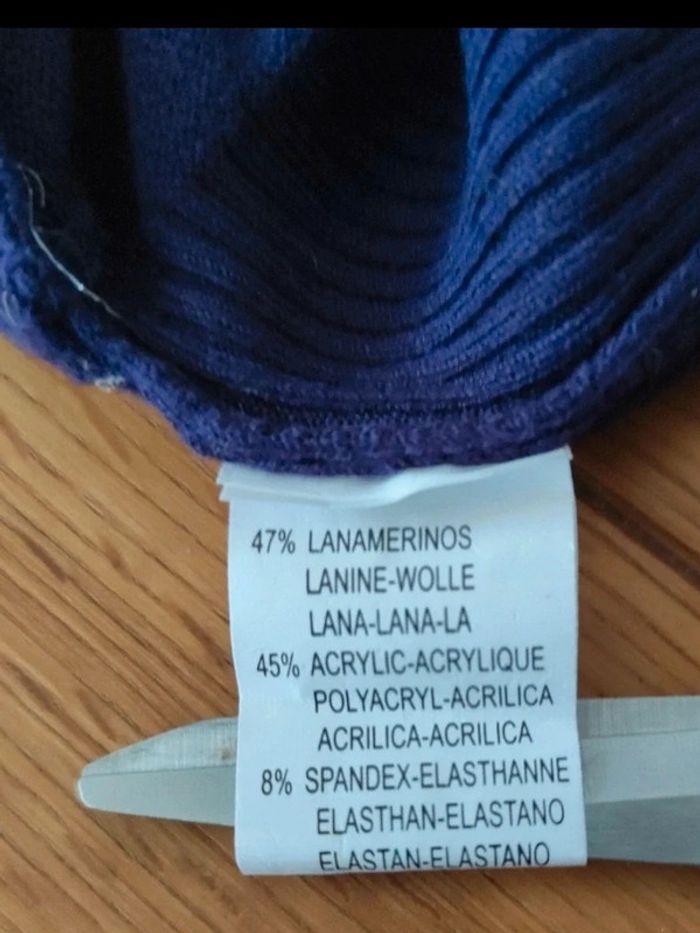 47% LANAMERINOS
LANINE-WOLLE
LANA-LANA-LA
45% ACRYLIC-ACRYLIQUE
POLYACRYL-ACRILICA
ACRILICA-ACRILICA
8% SPANDEX-ELASTHANNE
ELASTHAN-ELASTANO
ELASTAN-ELASTANO